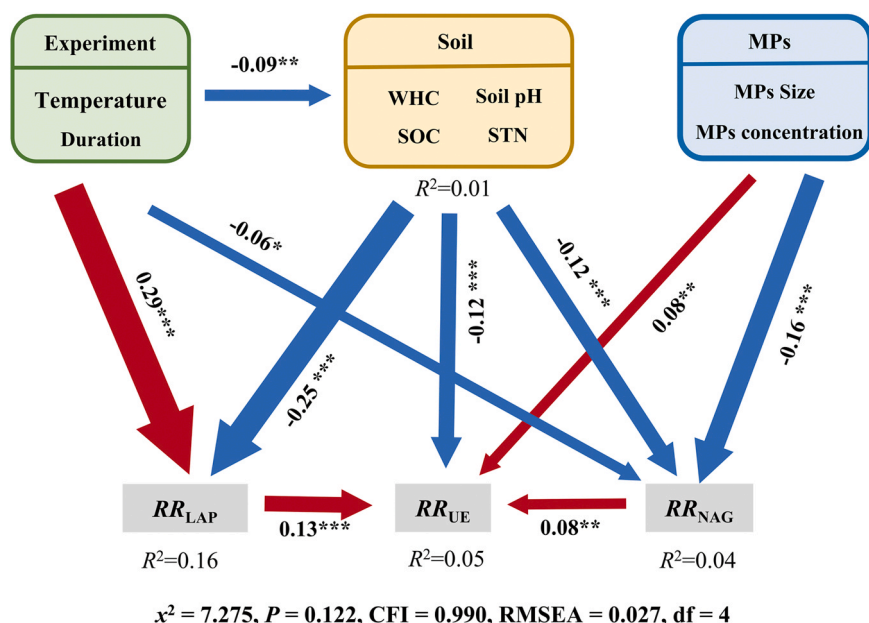 Experiment
Soil
MPs
-0.09**
Temperature
Duration
WHC Soil pH
SOC STN
MPs Size
MPs concentration
R²=0.01
-0.06*
0.29***
-0.25 ***
-0.12 ***
-0.12 ***
0.08**
-0.16 ***
RR_LAP
RR_UE
RR_NAG
0.13***
0.08**
R²=0.16
R²=0.05
R²=0.04
x² = 7.275, P = 0.122, CFI = 0.990, RMSEA = 0.027, df = 4